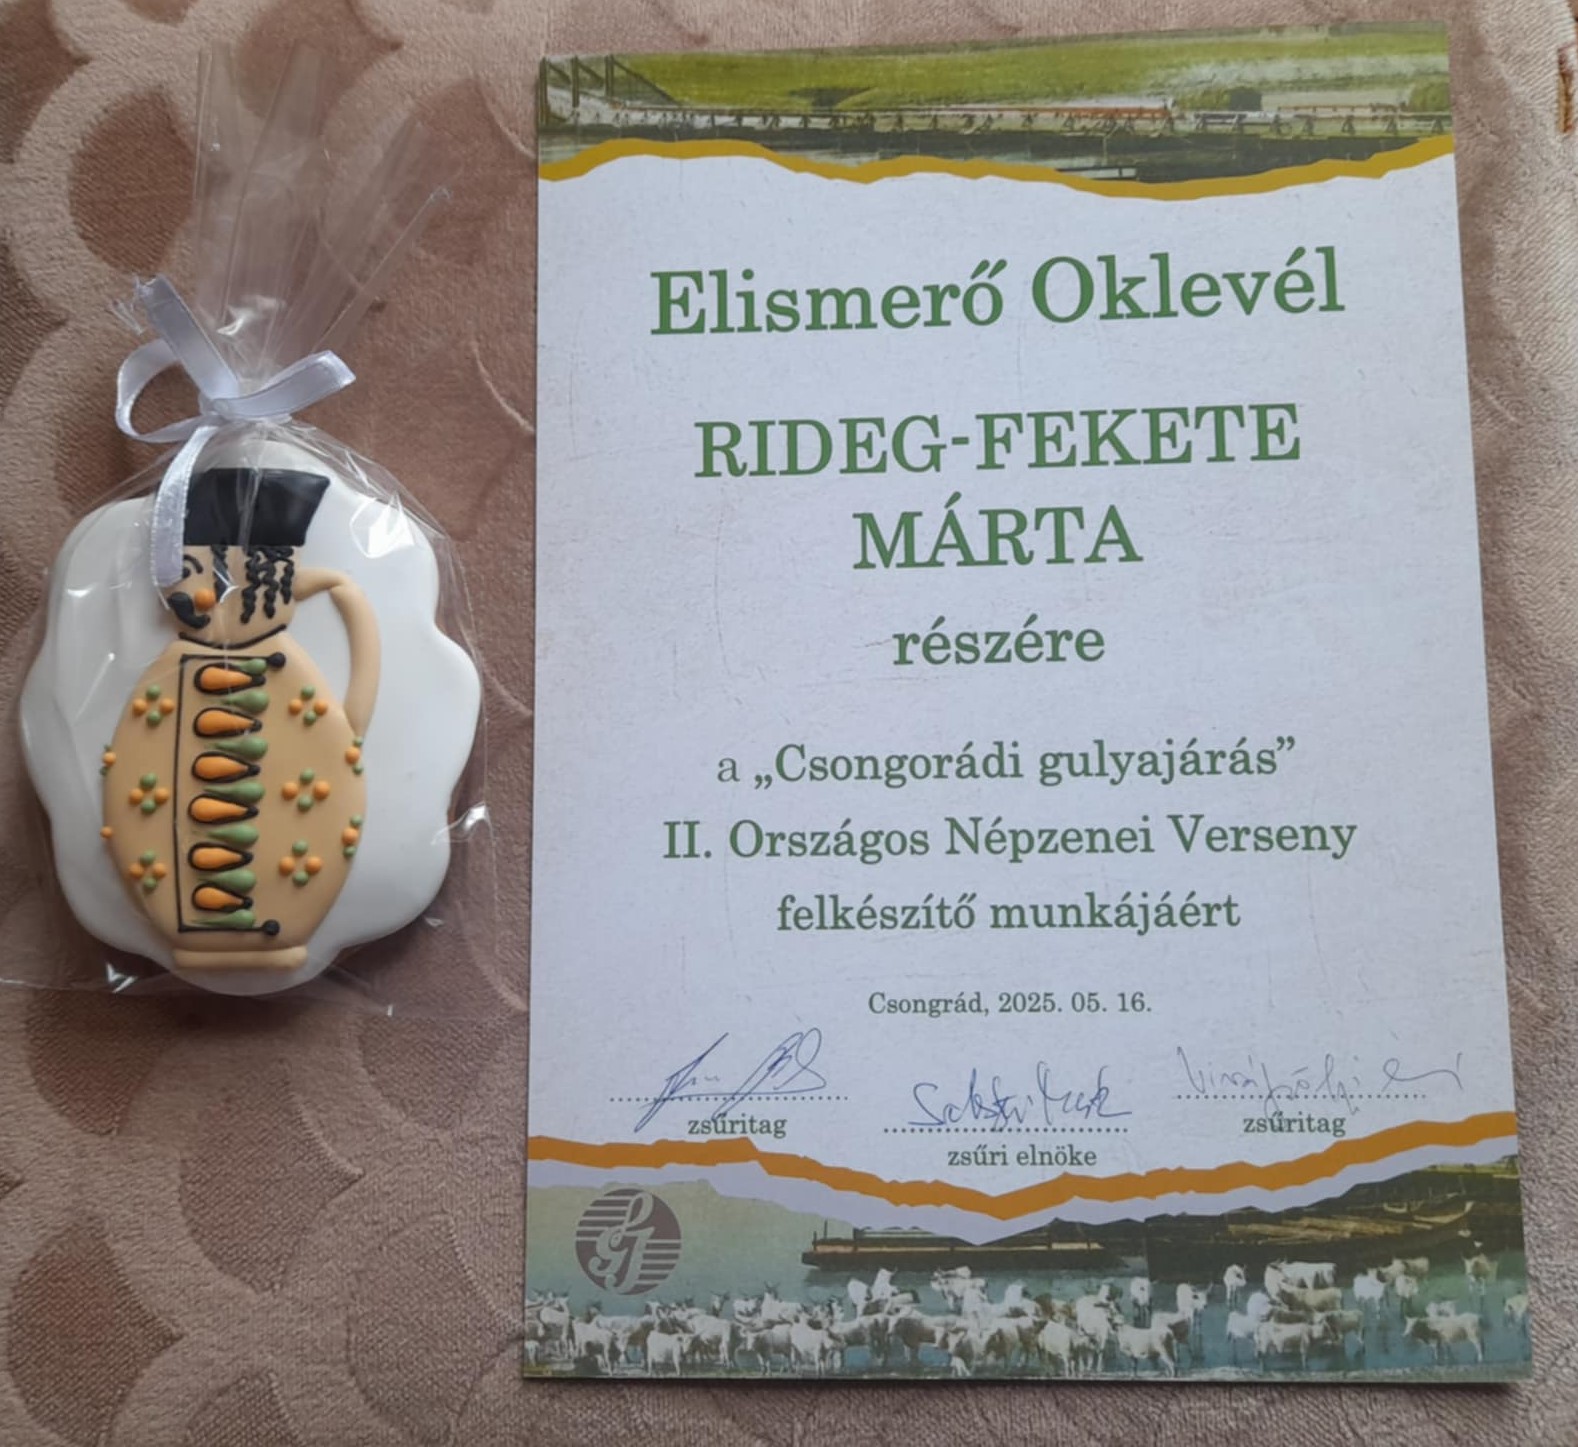 Elismerő Oklevél
RIDEG-FEKETE
MÁRTA
részére
a „Csongorádi gulyajárás”
II. Országos Népzenei Verseny
felkészítő munkájáért
Csongrád, 2025. 05. 16.
zsűritag
zsűri elnöke
zsűritag